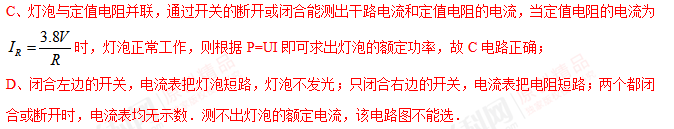 C、灯泡与定值电阻并联，通过开关的断开或闭合能测出干路电流和定值电阻的电流，当定值电阻的电流为
I_R = 3.8V/R 时，灯泡正常工作，则根据 P=UI 即可求出灯泡的额定功率，故 C 电路正确；
D、闭合左边的开关，电流表把灯泡短路，灯泡不发光；只闭合右边的开关，电流表把电阻短路；两个都闭
合或断开时，电流表均无示数．测不出灯泡的额定电流，该电路图不能选．